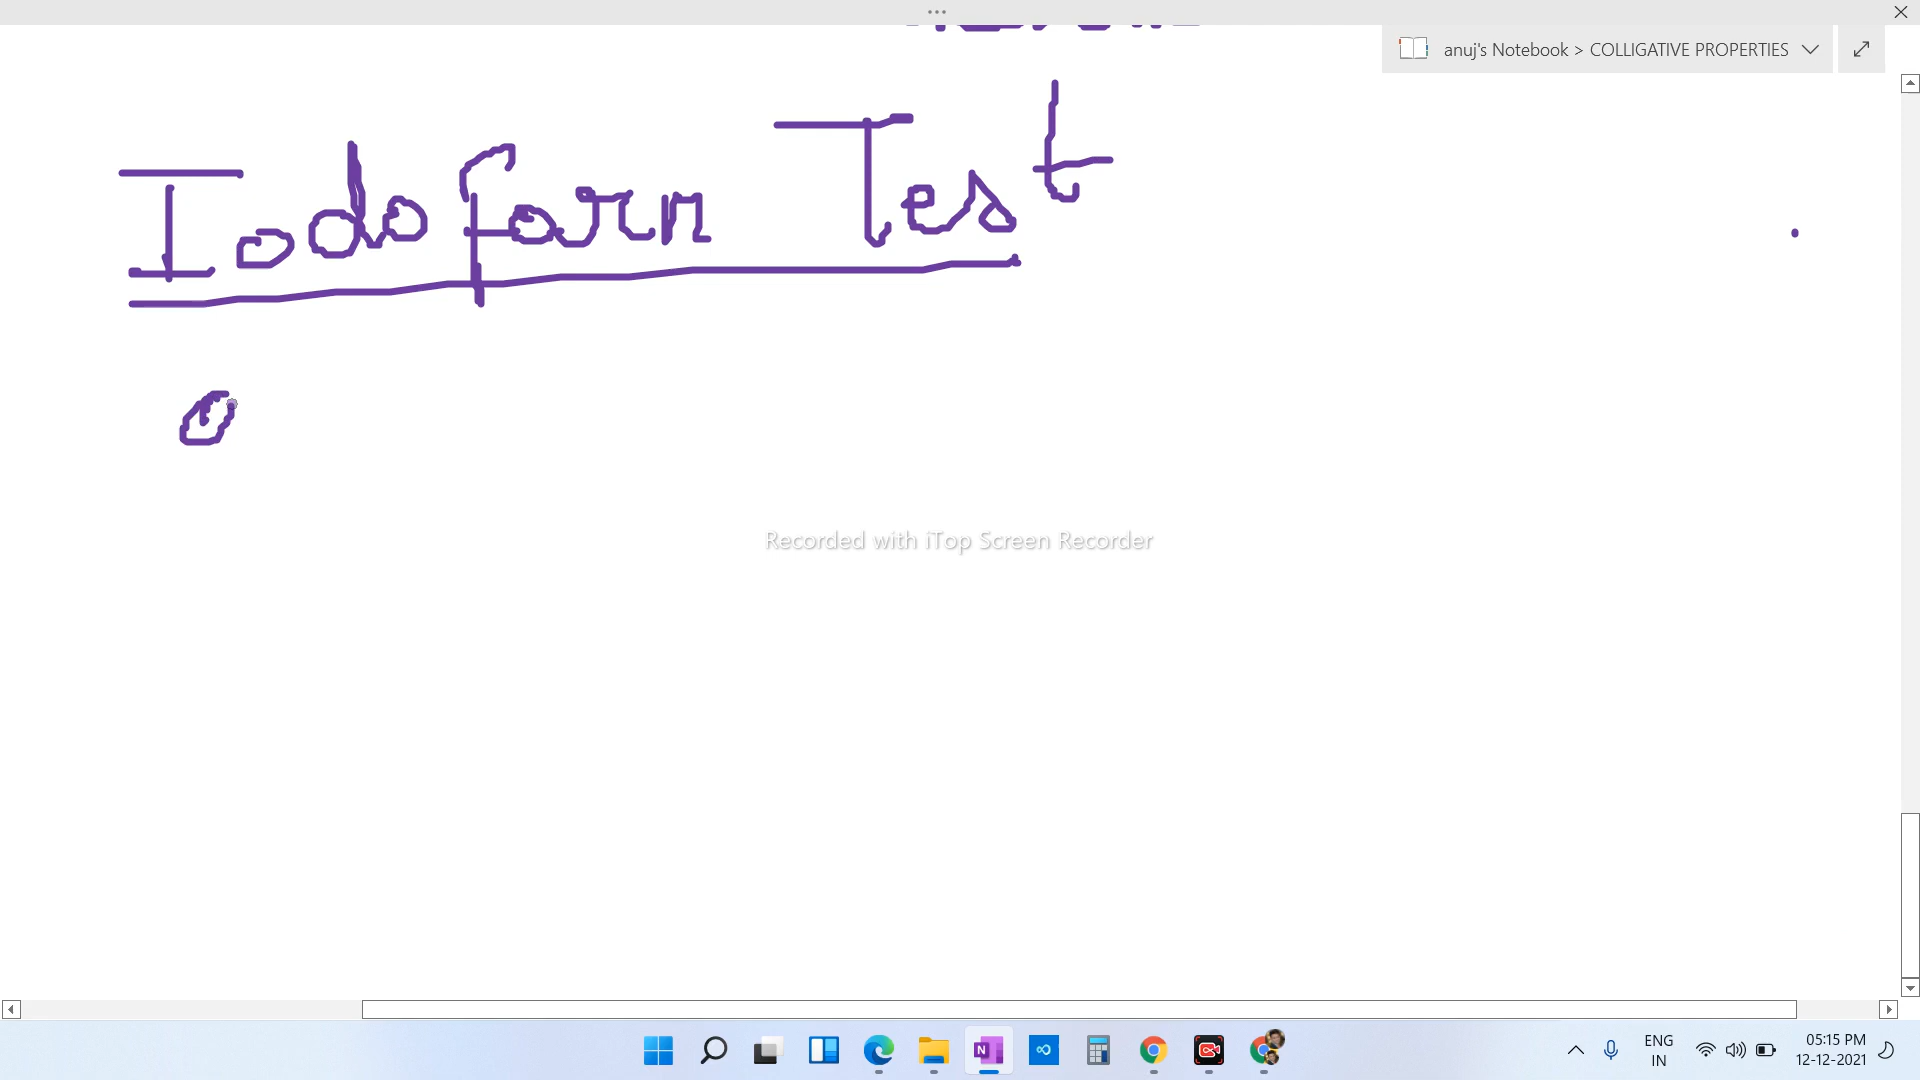 anuj's Notebook > COLLIGATIVE PROPERTIES
Iodoform Test
o
Recorded with iTop Screen Recorder
ENG
IN
05:15 PM
12-12-2021